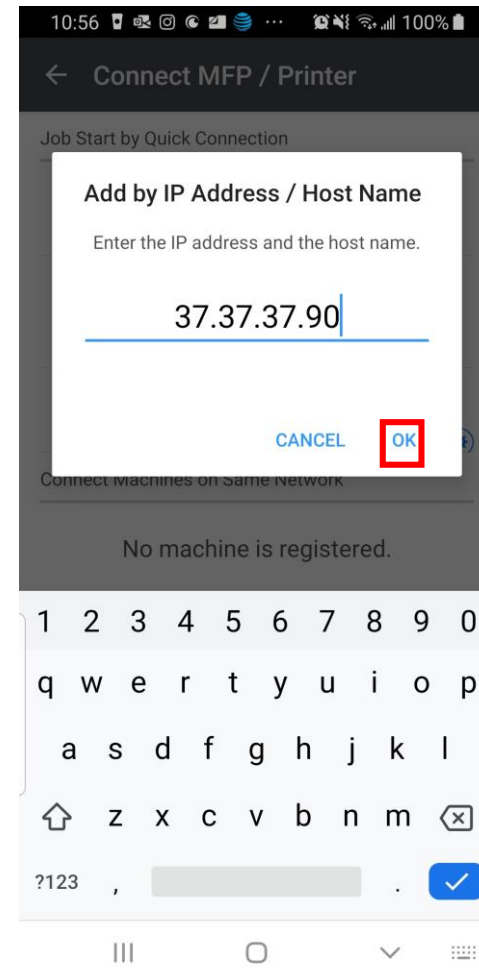 10:56 ... 100%
Connect MFP / Printer
Job Start by Quick Connection
Add by IP Address / Host Name
Enter the IP address and the host name.
37.37.37.90
CANCEL OK
Connect Machines on Same Network
No machine is registered.
1 2 3 4 5 6 7 8 9 0
q w e r t y u i o p
a s d f g h j k l
z x c v b n m
?123 , .